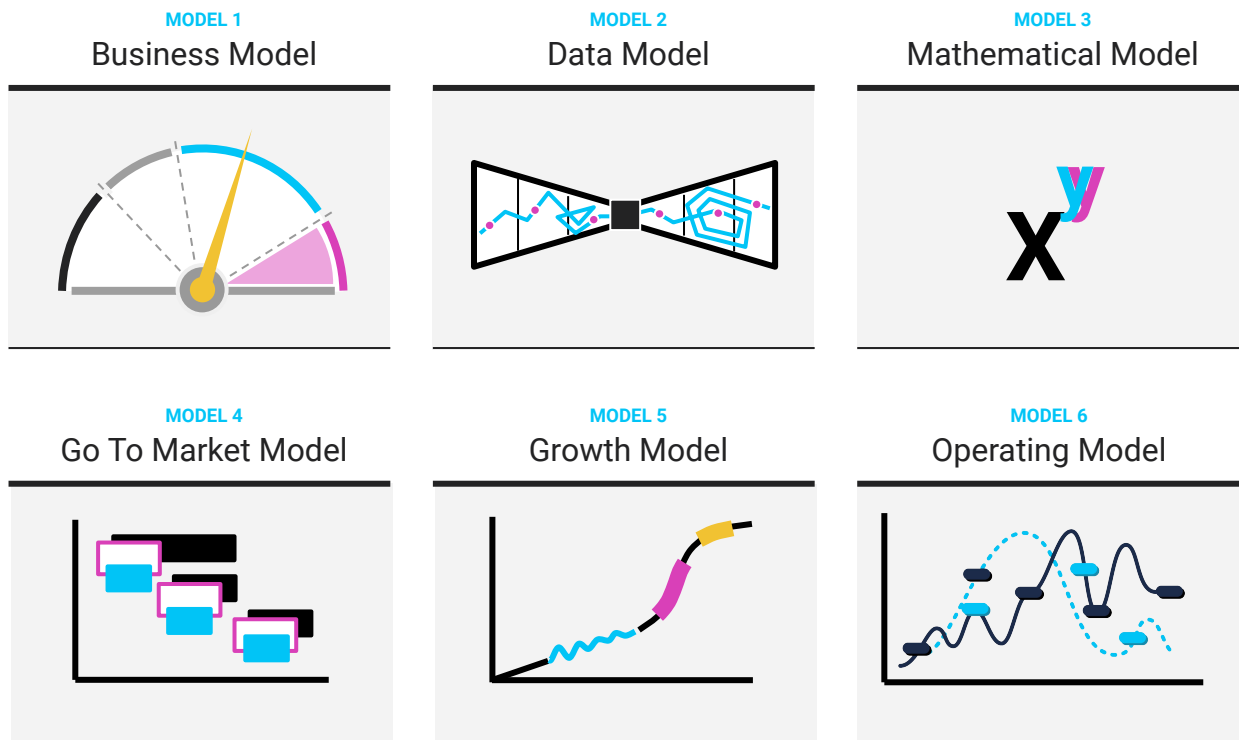 MODEL 1
Business Model
MODEL 2
Data Model
MODEL 3
Mathematical Model
x
y
y
MODEL 4
Go To Market Model
MODEL 5
Growth Model
MODEL 6
Operating Model